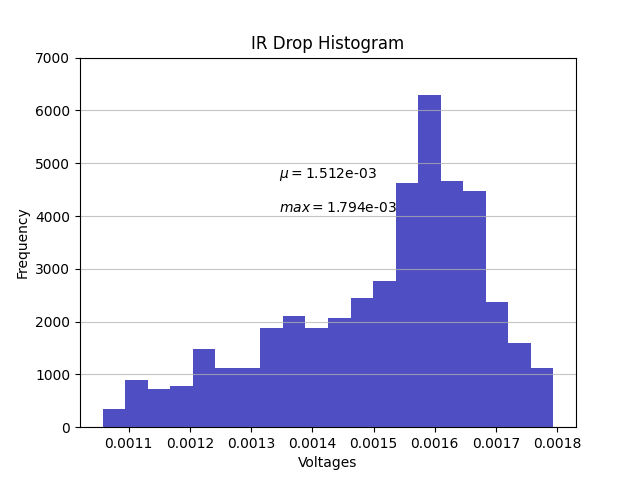 IR Drop Histogram
7000
6000
5000
4000
3000
2000
1000
0
Frequency
μ = 1.512e-03
max = 1.794e-03
0.0011 0.0012 0.0013 0.0014 0.0015 0.0016 0.0017 0.0018
Voltages